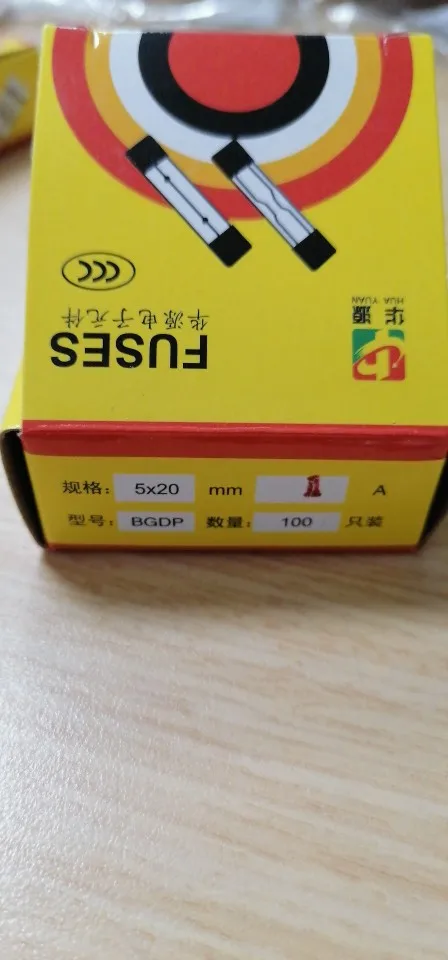 CCC
华源电子元件
FUSES
华源
HUA YUAN
规格: 5x20 mm 1 A
型号: BGDP 数量: 100 只装